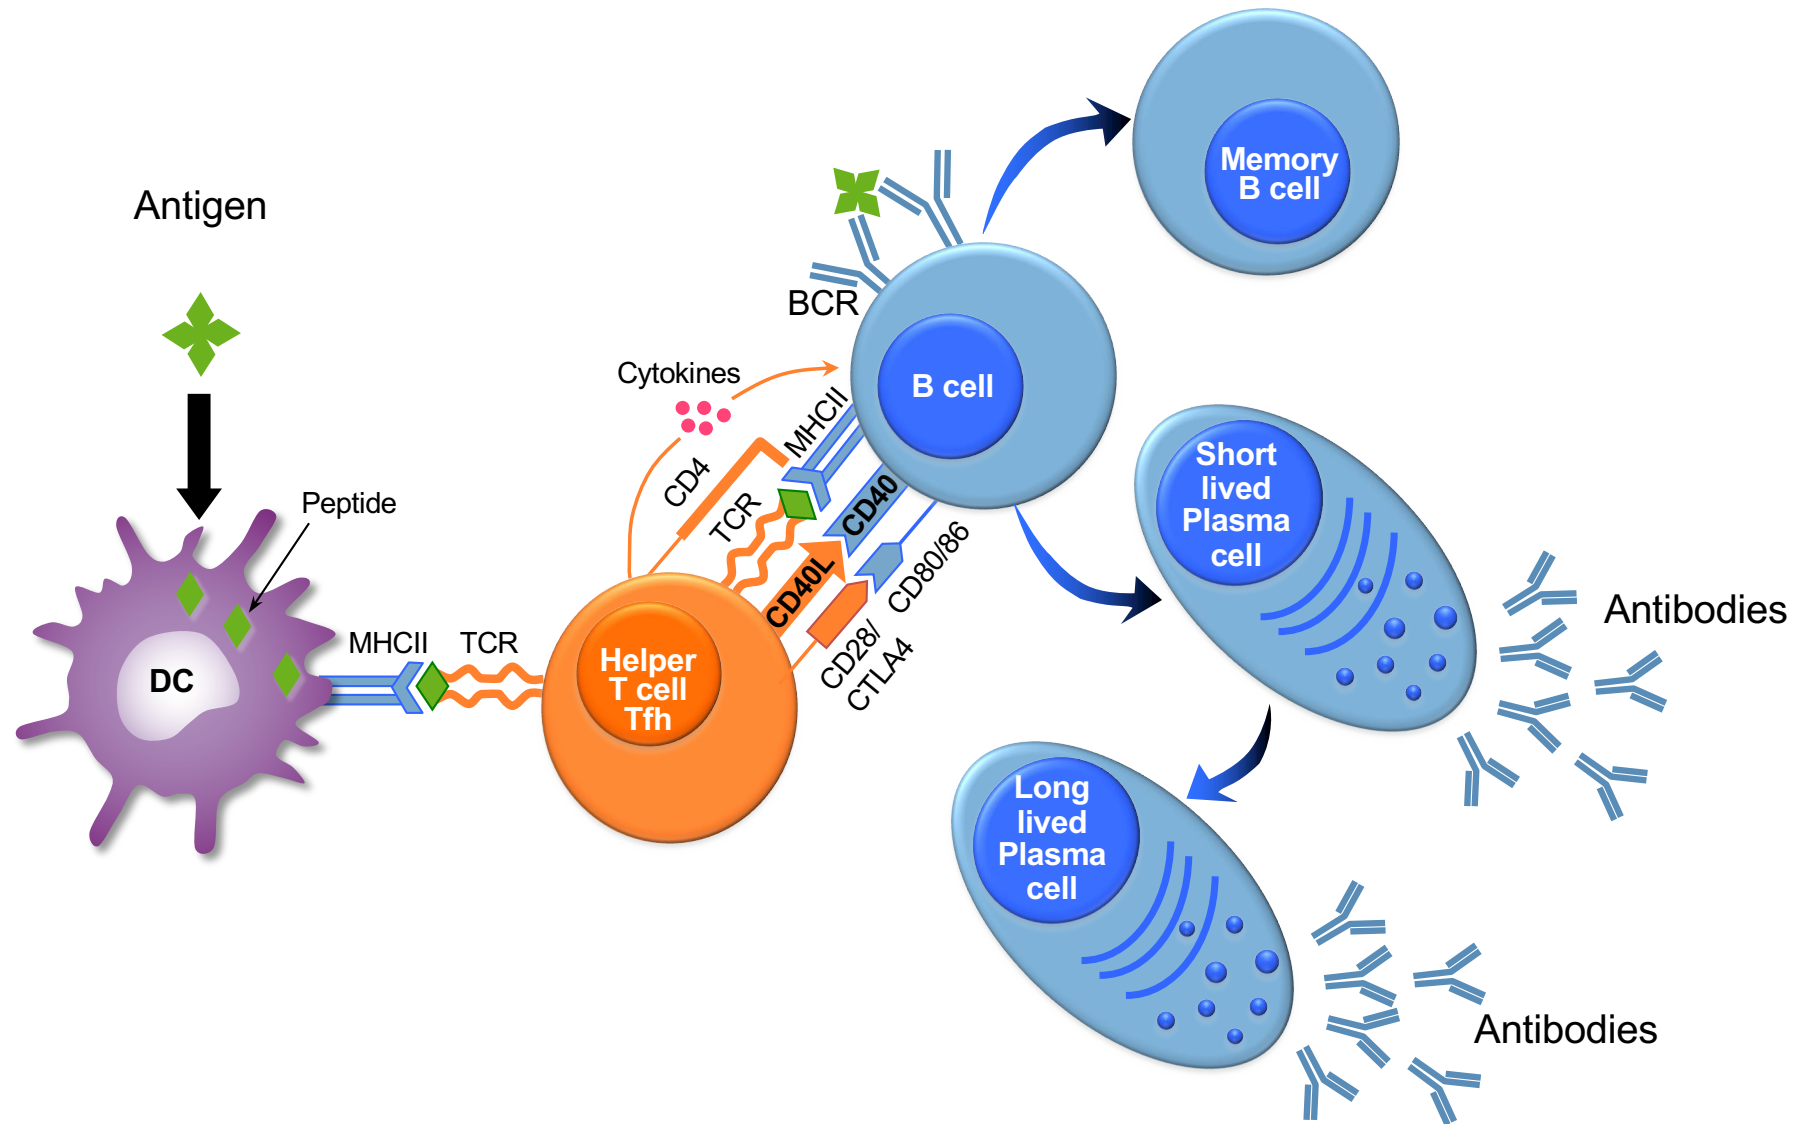 Antigen
Peptide
DC
MHCII
TCR
Helper
T cell
Tfh
Cytokines
CD4
TCR
MHCII
CD40L
CD40
CD28/
CTLA4
CD80/86
BCR
B cell
Memory
B cell
Short
lived
Plasma
cell
Antibodies
Long
lived
Plasma
cell
Antibodies